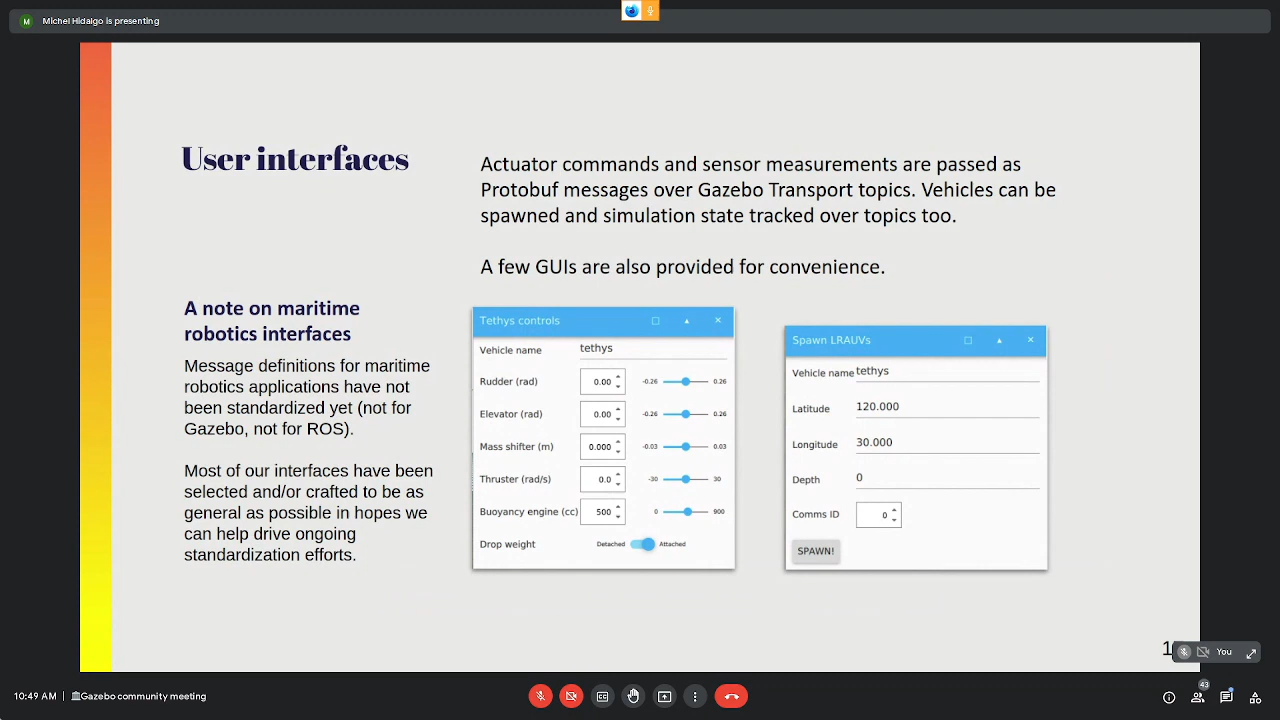 M Michel Hidalgo is presenting
User interfaces
Actuator commands and sensor measurements are passed as
Protobuf messages over Gazebo Transport topics. Vehicles can be
spawned and simulation state tracked over topics too.
A few GUIs are also provided for convenience.
A note on maritime
robotics interfaces
Message definitions for maritime
robotics applications have not
been standardized yet (not for
Gazebo, not for ROS).
Most of our interfaces have been
selected and/or crafted to be as
general as possible in hopes we
can help drive ongoing
standardization efforts.
Tethys controls
Vehicle name tethys
Rudder (rad) 0.00 -0.26 0.26
Elevator (rad) 0.00 -0.26 0.26
Mass shifter (m) 0.000 -0.03 0.03
Thruster (rad/s) 0.0 -30 30
Buoyancy engine (cc) 500 0 900
Drop weight Detached Attached
Spawn LRAUVs
Vehicle name tethys
Latitude 120.000
Longitude 30.000
Depth 0
Comms ID 0
SPAWN!
You
10:49 AM | Gazebo community meeting
43